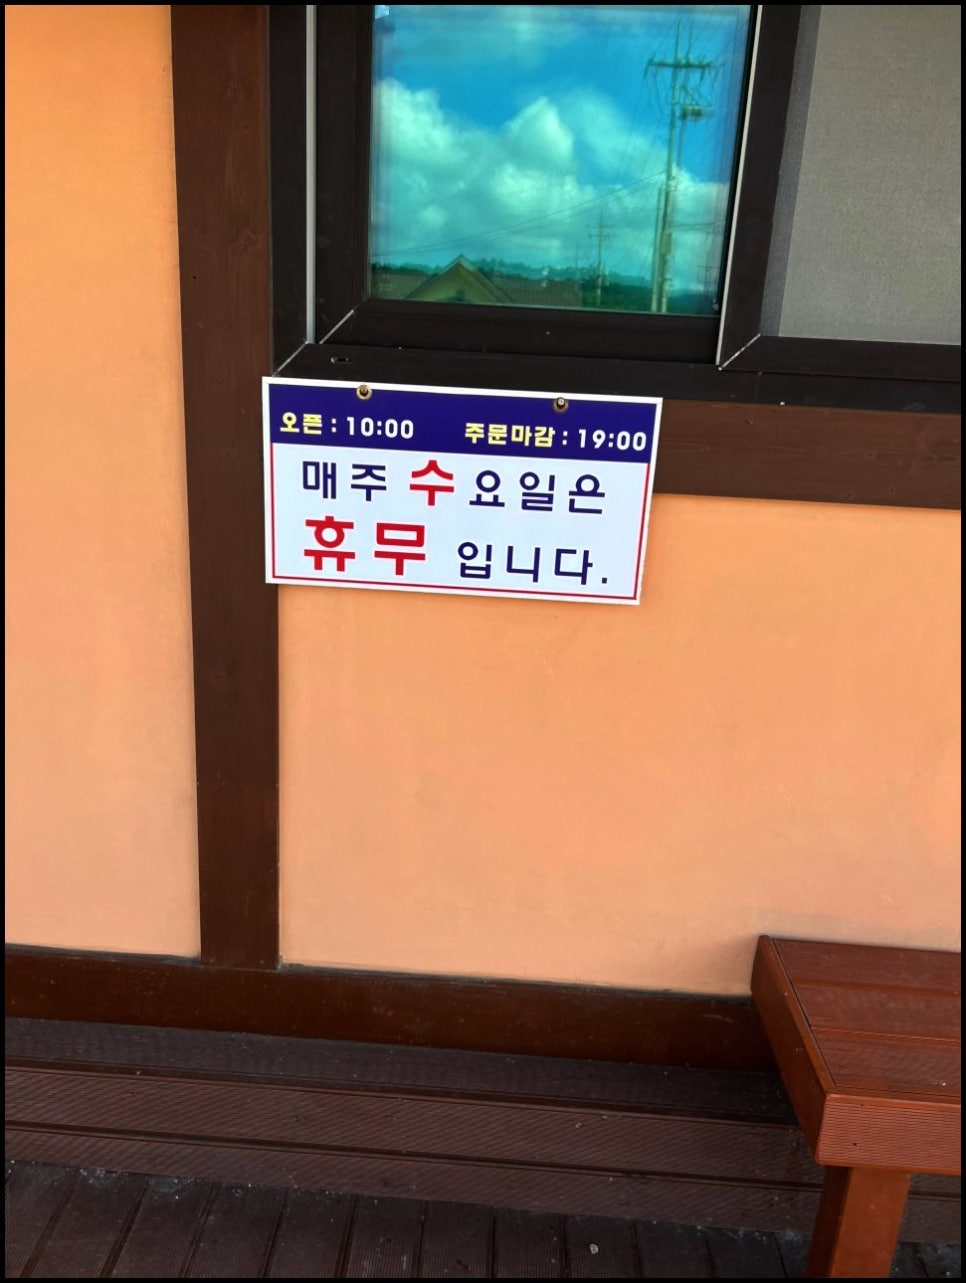 오픈 : 10:00 주문마감 : 19:00
매주 수요일은
휴무 입니다.